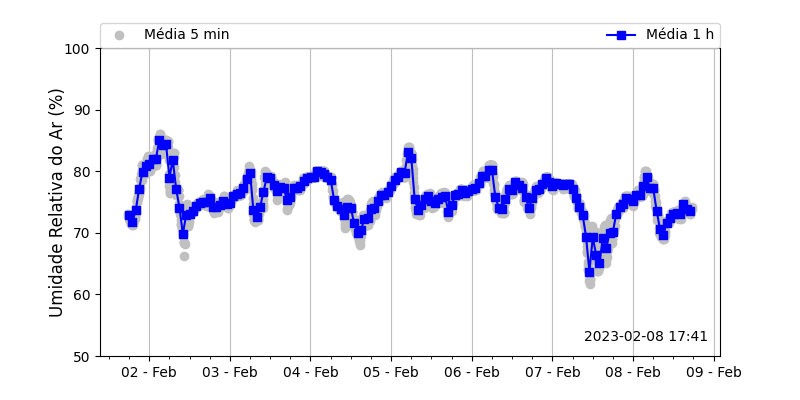 Média 5 min
Média 1 h
100
90
80
70
60
50
Umidade Relativa do Ar (%)
2023-02-08 17:41
02 - Feb
03 - Feb
04 - Feb
05 - Feb
06 - Feb
07 - Feb
08 - Feb
09 - Feb